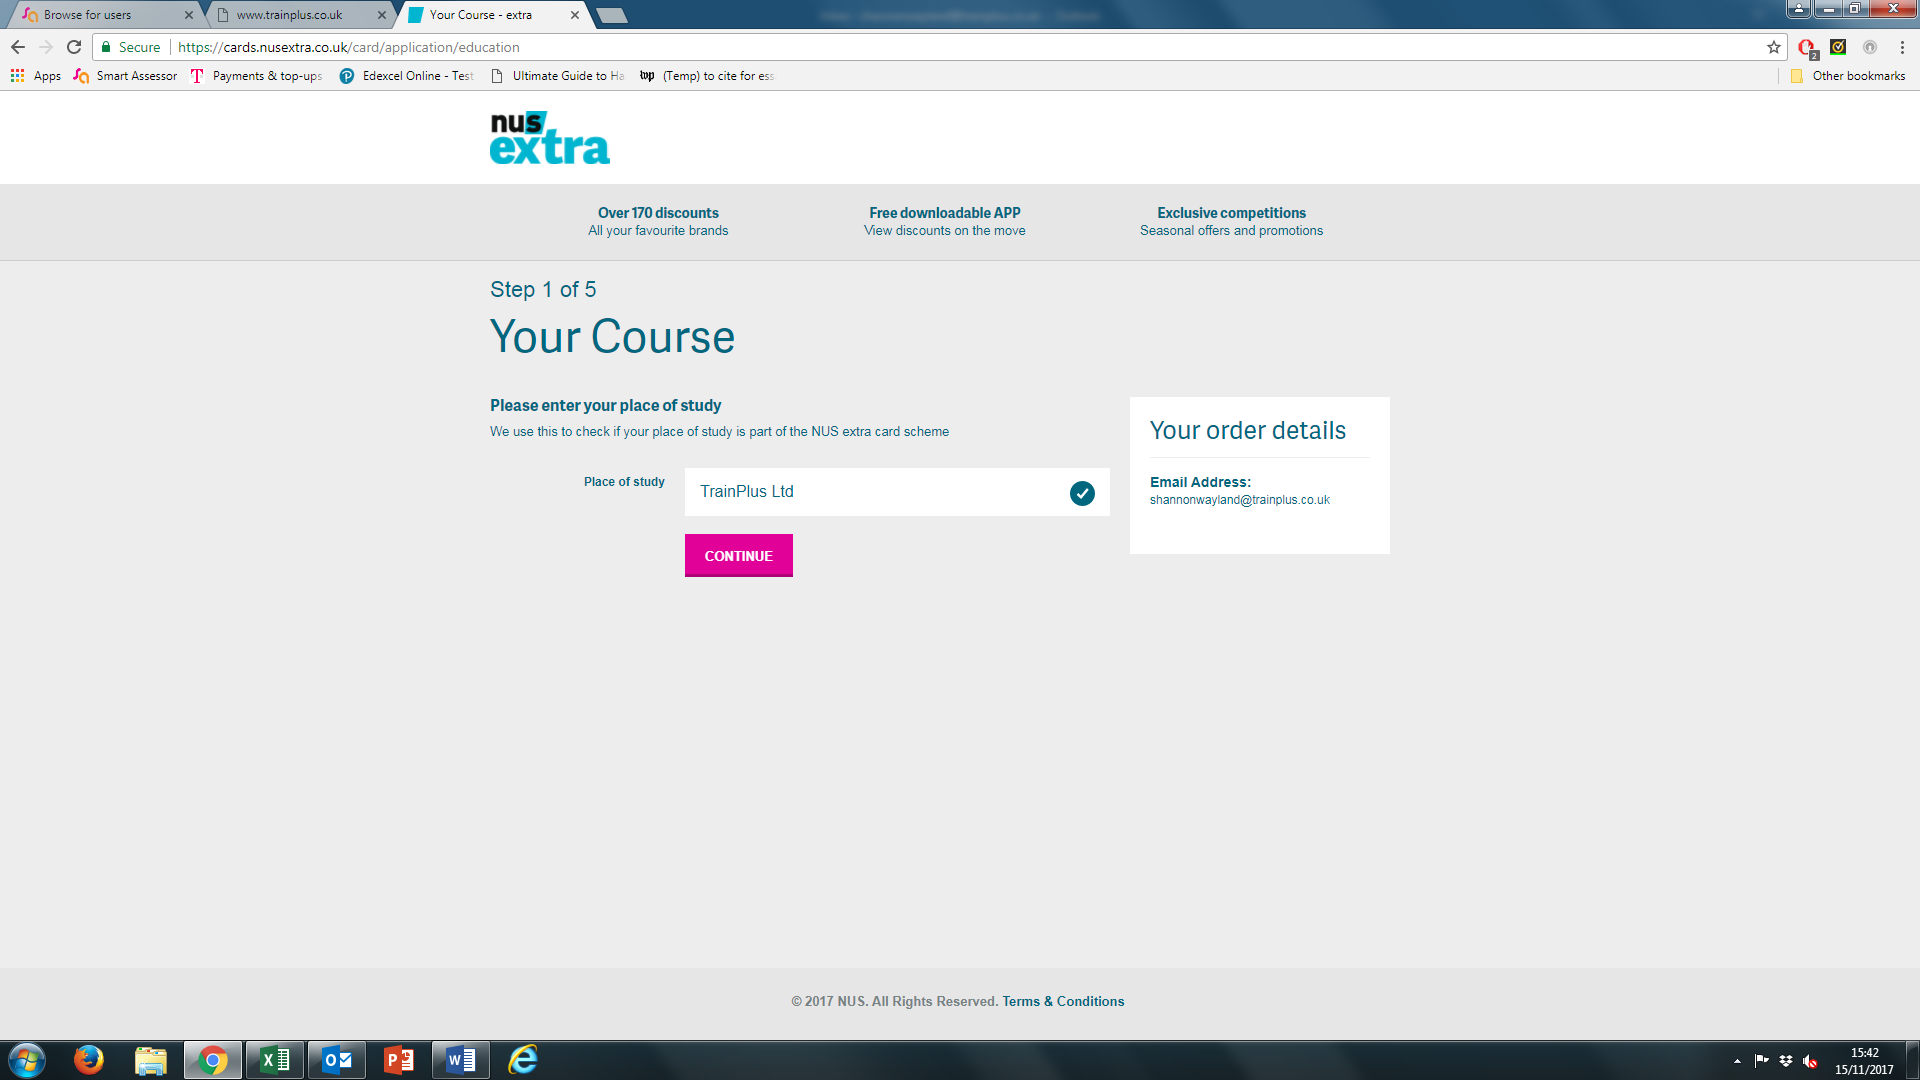 Browse for users
www.trainplus.co.uk
Your Course - extra
Secure
https://cards.nusextra.co.uk/card/application/education
2
Apps
Smart Assessor
Payments & top-ups
Edexcel Online - Test
Ultimate Guide to Ha
twp
(Temp) to cite for ess
Other bookmarks
nus
extra
Over 170 discounts
All your favourite brands
Free downloadable APP
View discounts on the move
Exclusive competitions
Seasonal offers and promotions
Step 1 of 5
Your Course
Please enter your place of study
We use this to check if your place of study is part of the NUS extra card scheme
Place of study
TrainPlus Ltd
CONTINUE
Your order details
Email Address:
shannonwayland@trainplus.co.uk
© 2017 NUS. All Rights Reserved. Terms & Conditions
15:42
15/11/2017